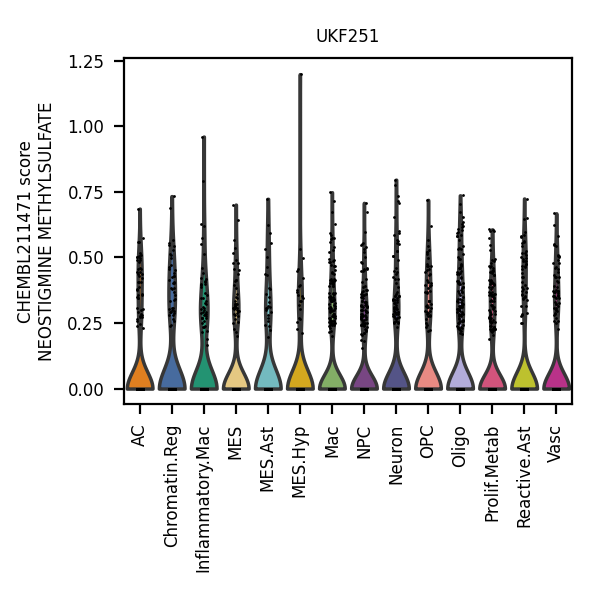 UKF251
CHEMBL211471 score
NEOSTIGMINE METHYLSULFATE
1.25
1.00
0.75
0.50
0.25
0.00
AC
Chromatin.Reg
Inflammatory.Mac
MES
MES.Ast
MES.Hyp
Mac
NPC
Neuron
OPC
Oligo
Prolif.Metab
Reactive.Ast
Vasc